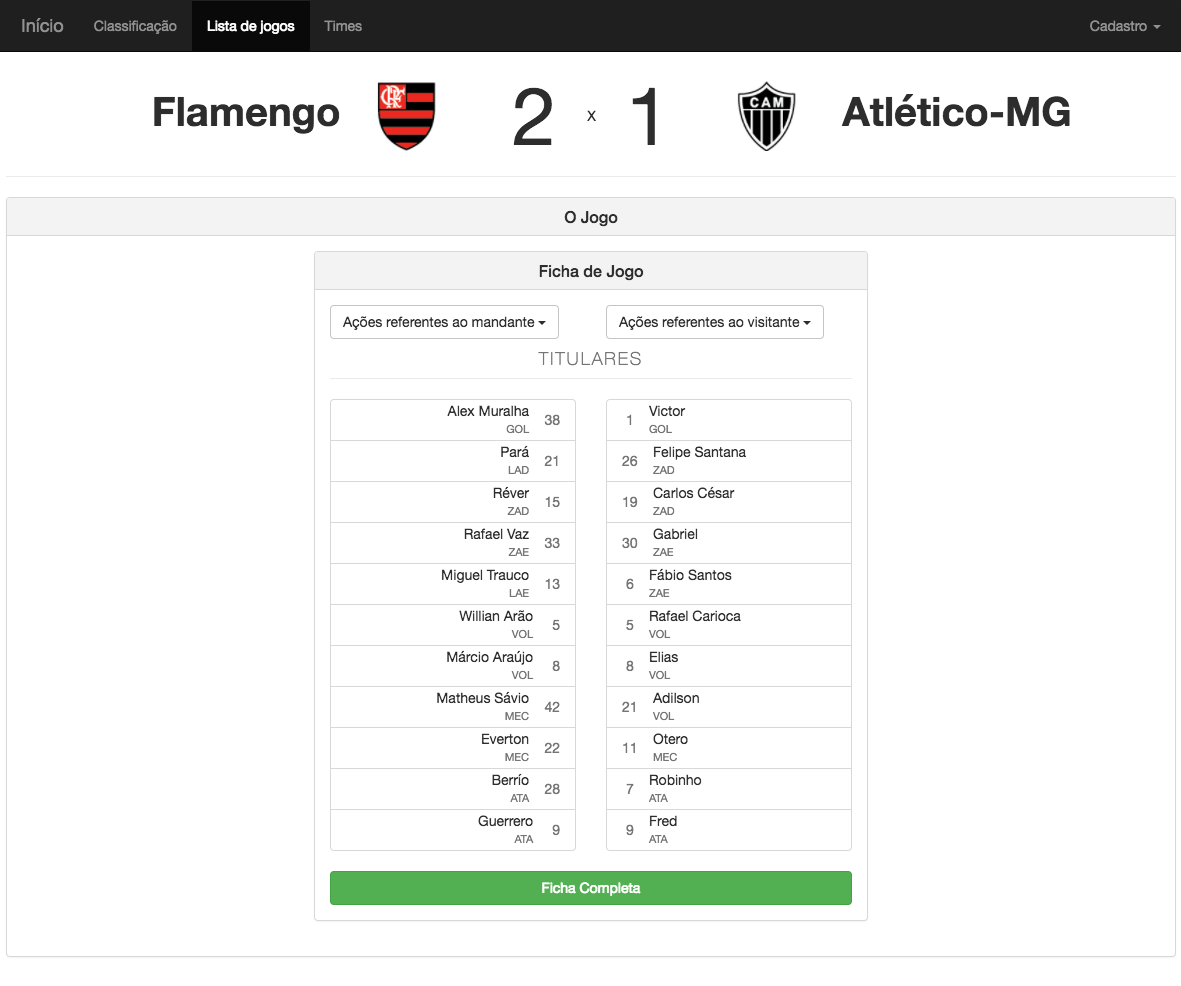 Início Classificação Lista de jogos Times Cadastro
Flamengo 2 x 1 CAM Atlético-MG
O Jogo
Ficha de Jogo
Ações referentes ao mandante Ações referentes ao visitante
TITULARES
Alex Muralha 38 1 Victor
GOL GOL
Pará 21 26 Felipe Santana
LAD ZAD
Réver 15 19 Carlos César
ZAD ZAD
Rafael Vaz 33 30 Gabriel
ZAE ZAE
Miguel Trauco 13 6 Fábio Santos
LAE ZAE
Willian Arão 5 5 Rafael Carioca
VOL VOL
Márcio Araújo 8 8 Elias
VOL VOL
Matheus Sávio 42 21 Adilson
MEC VOL
Everton 22 11 Otero
MEC MEC
Berrío 28 7 Robinho
ATA ATA
Guerrero 9 9 Fred
ATA ATA
Ficha Completa